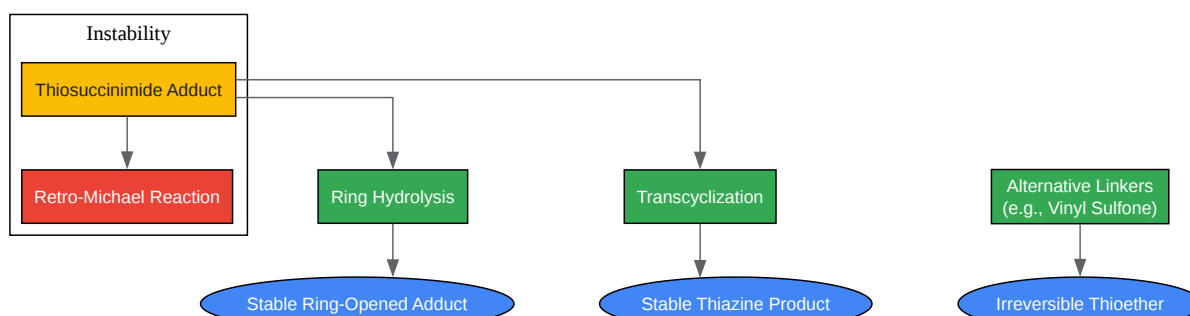 Instability
Thiosuccinimide Adduct
Retro-Michael Reaction
Ring Hydrolysis
Transcyclization
Alternative Linkers
(e.g., Vinyl Sulfone)
Stable Ring-Opened Adduct
Stable Thiazine Product
Irreversible Thioether